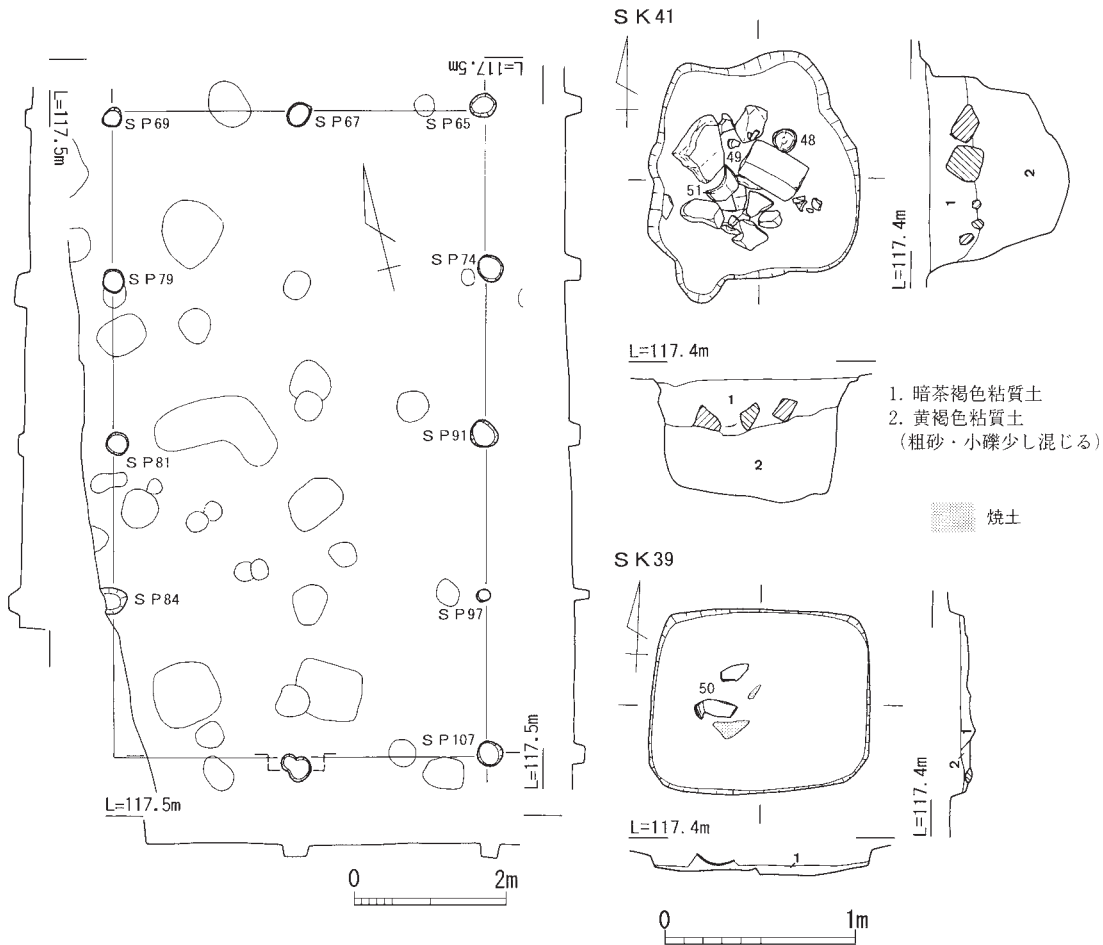 L=117.5m
L=117.5m
SP69
SP67
SP65
SP79
SP74
SP81
SP91
SP84
SP97
SP107
L=117.5m
L=117.5m
0 2m
SK41
48
49
51
1
2
L=117.4m
L=117.4m
1
2
1. 暗茶褐色粘質土
2. 黄褐色粘質土
(粗砂・小礫少し混じる)
焼土
SK39
50
1
2
L=117.4m
L=117.4m
1
0 1m